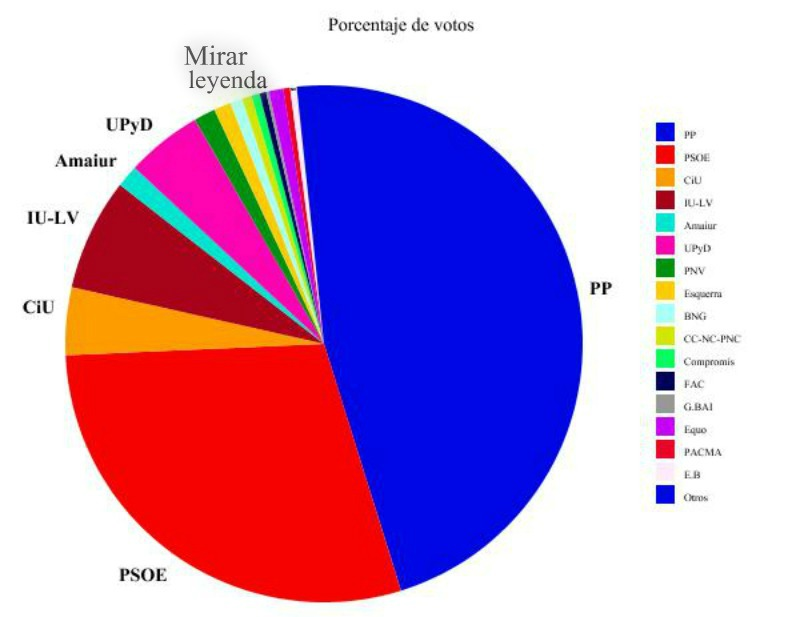 Porcentaje de votos
Mirar
leyenda
UPyD
Amaiur
IU-LV
CiU
PSOE
PP
PP
PSOE
CiU
IU-LV
Amaiur
UPyD
PNV
Esquerra
BNG
CC-NC-PNC
Compromis
FAC
G.BAI
Equo
PACMA
E.B
Otros